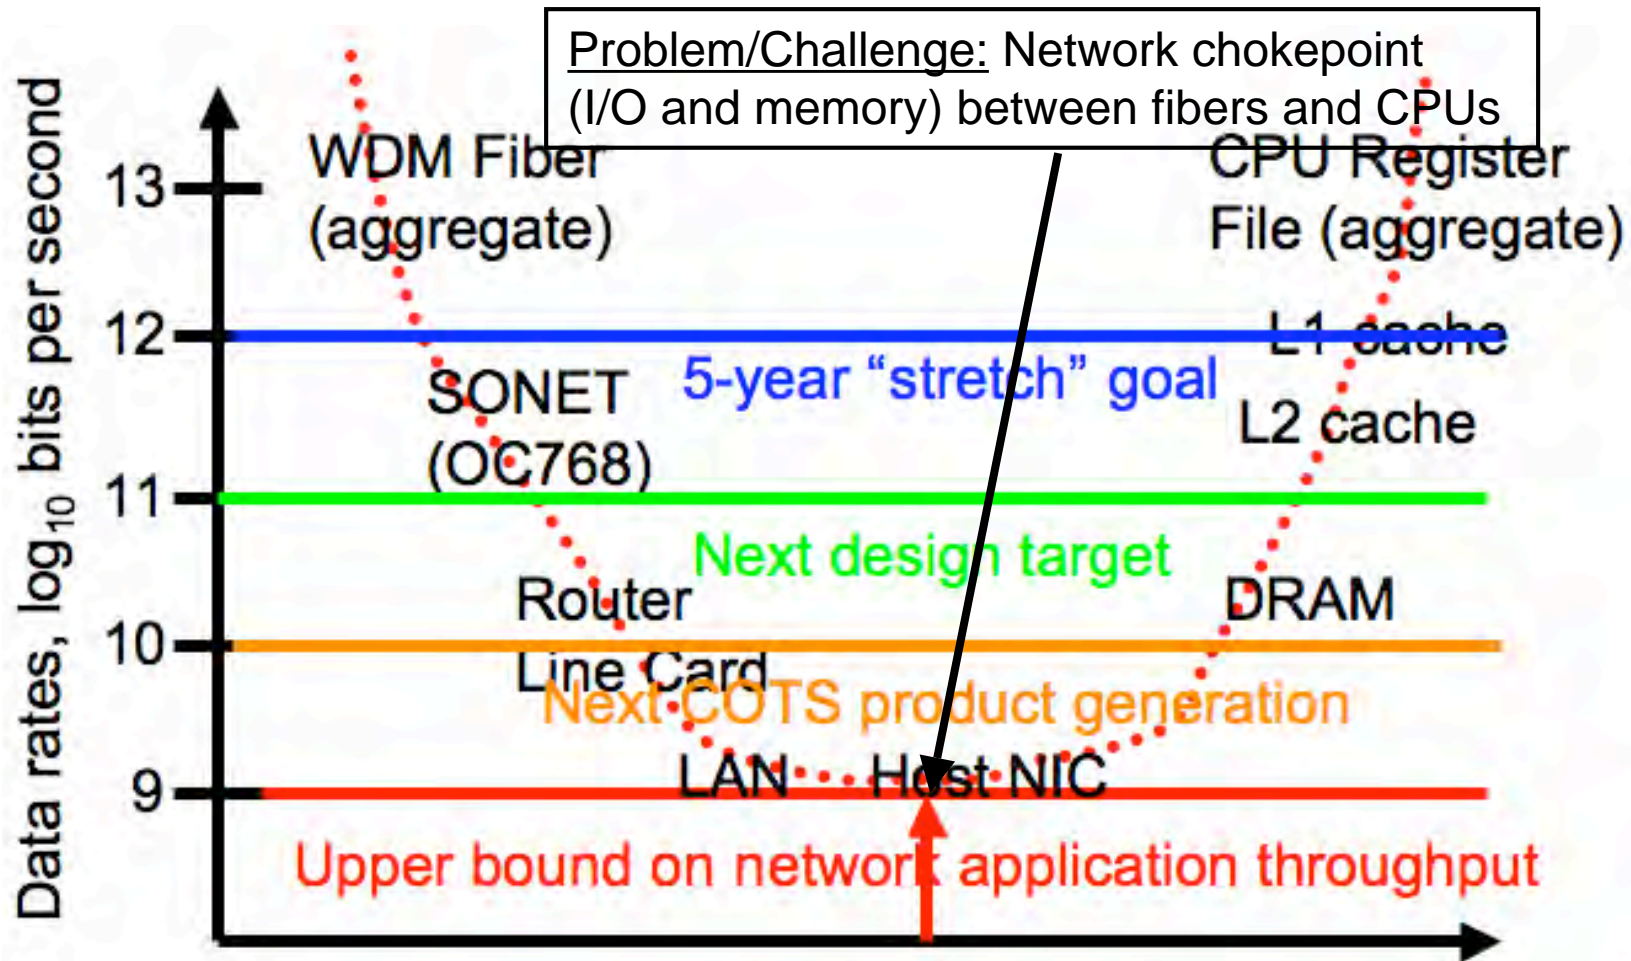 Problem/Challenge: Network chokepoint
(I/O and memory) between fibers and CPUs
Data rates, log10 bits per second
13
12
11
10
9
WDM Fiber
(aggregate)
CPU Register
File (aggregate)
L1 cache
5-year “stretch” goal
SONET
(OC768)
L2 cache
Next design target
Router
Line Card
DRAM
Next COTS product generation
LAN
Host NIC
Upper bound on network application throughput